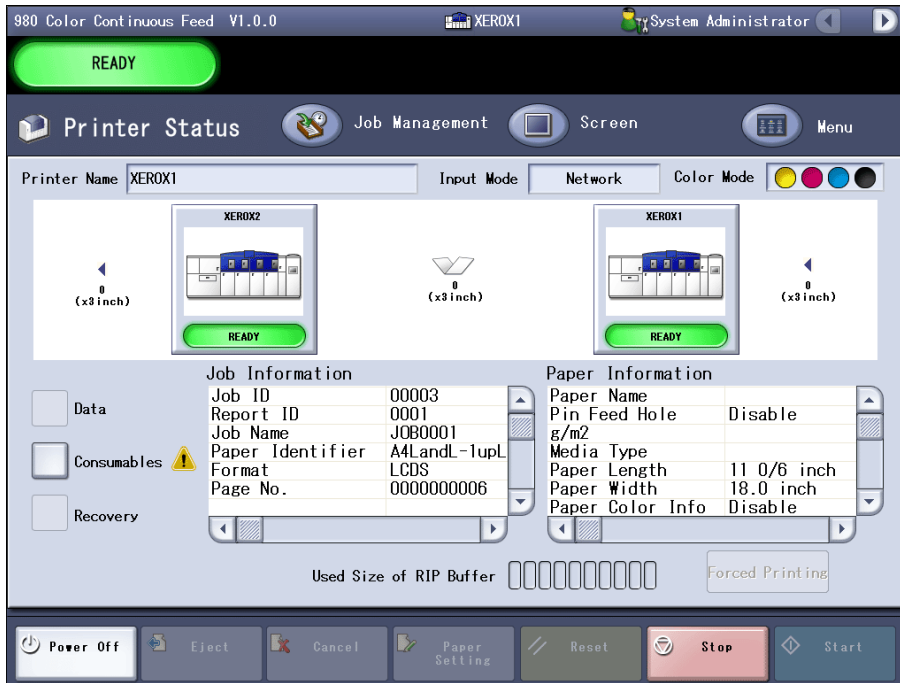 980 Color Continuous Feed V1.0.0 XEROX1 System Administrator
READY
Printer Status Job Management Screen Menu
Printer Name XEROX1 Input Mode Network Color Mode
XEROX2 XEROX1
0 0 0
(x3inch) (x3inch) (x3inch)
READY READY
Job Information Paper Information
Data
Consumables
Recovery
Job ID 00003
Report ID 0001
Job Name JOB0001
Paper Identifier A4LandL-1upL
Format LCDS
Page No. 0000000006
Paper Name
Pin Feed Hole Disable
g/m2
Media Type
Paper Length 11 0/6 inch
Paper Width 18.0 inch
Paper Color Info Disable
Used Size of RIP Buffer Forced Printing
Power Off Eject Cancel Paper Setting Reset Stop Start